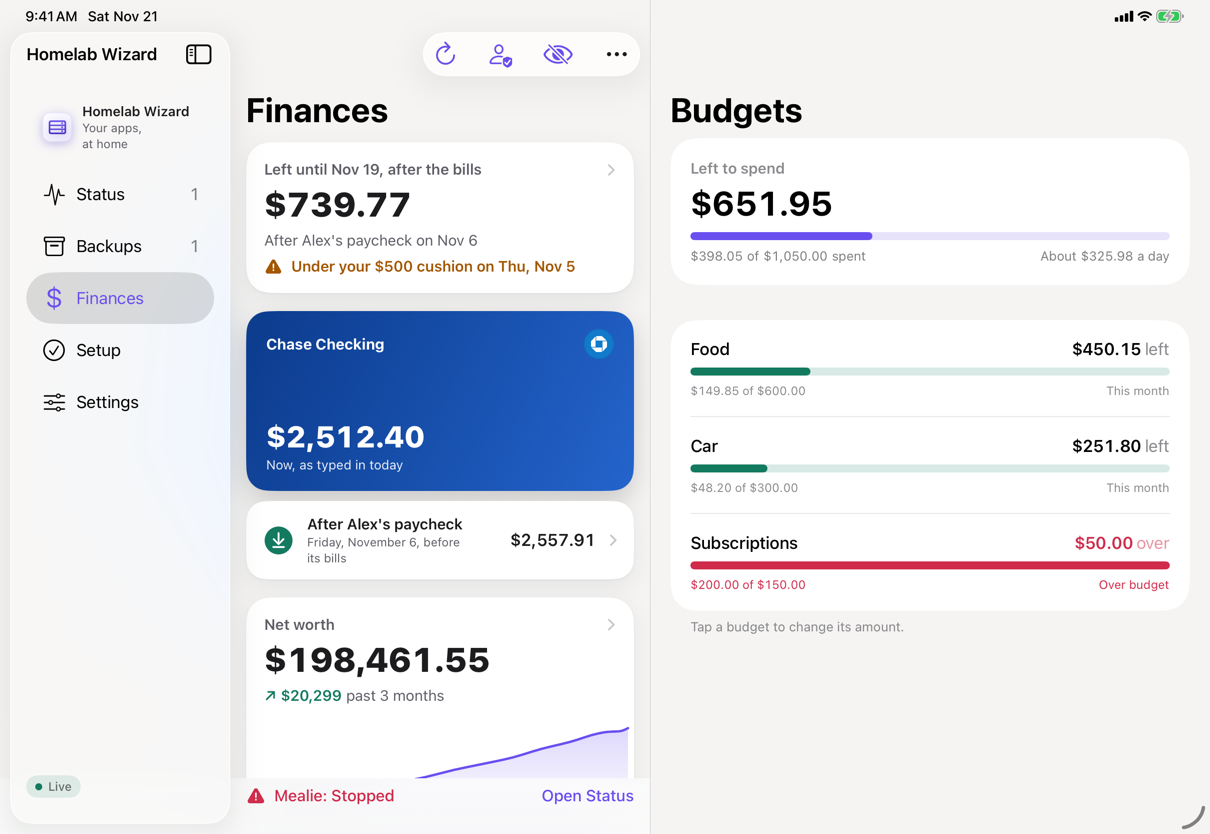 9:41 AM Sat Nov 21
Homelab Wizard
Homelab Wizard
Your apps,
at home
Status 1
Backups 1
Finances
Setup
Settings
Live
Finances
Left until Nov 19, after the bills
$739.77
After Alex's paycheck on Nov 6
Under your $500 cushion on Thu, Nov 5
Chase Checking
$2,512.40
Now, as typed in today
After Alex's paycheck
Friday, November 6, before
its bills
$2,557.91
Net worth
$198,461.55
$20,299 past 3 months
Mealie: Stopped
Open Status
Budgets
Left to spend
$651.95
$398.05 of $1,050.00 spent
About $325.98 a day
Food
$450.15 left
$149.85 of $600.00
This month
Car
$251.80 left
$48.20 of $300.00
This month
Subscriptions
$50.00 over
$200.00 of $150.00
Over budget
Tap a budget to change its amount.